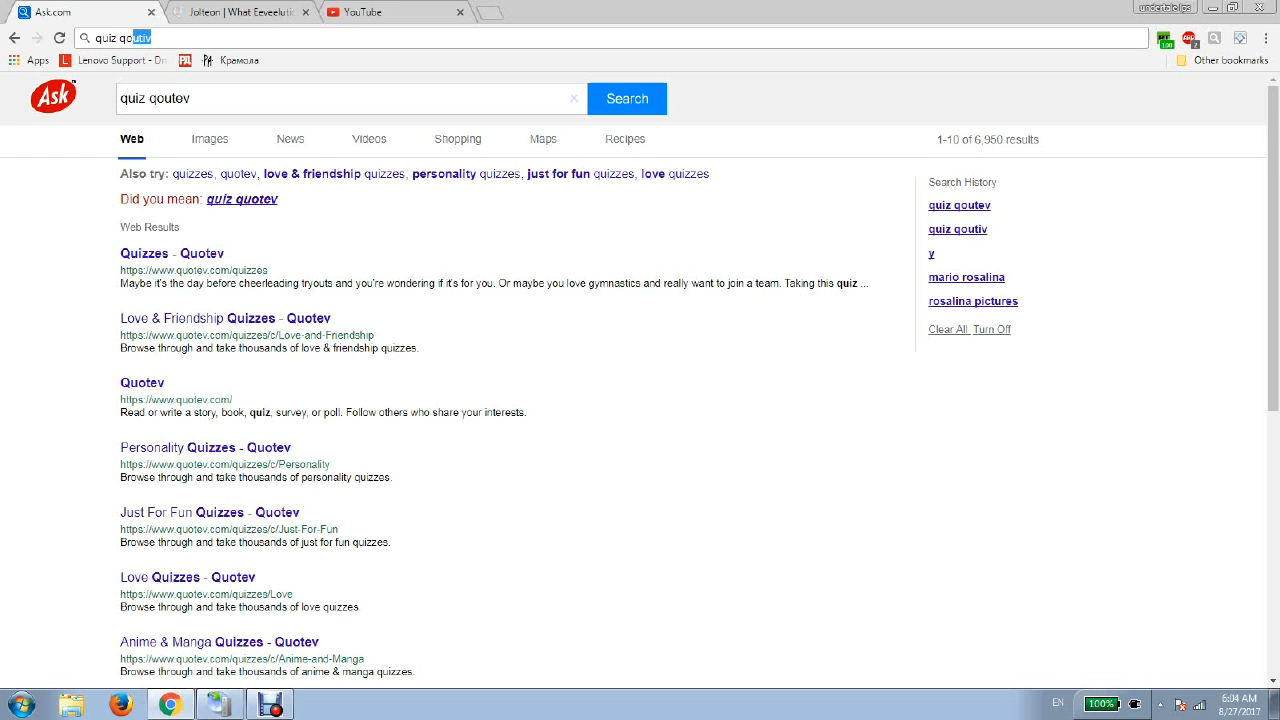 Ask.com
Jolteon | What Eeveelutio
YouTube
underbleips
quiz qoutiv
100
ABP
2
Apps
Lenovo Support - Dri
Крамола
Other bookmarks
Ask
quiz qoutev
Search
Web Images News Videos Shopping Maps Recipes
1-10 of 6,950 results
Also try: quizzes, quotev, love & friendship quizzes, personality quizzes, just for fun quizzes, love quizzes
Did you mean: quiz quotev
Web Results
Quizzes - Quotev
https://www.quotev.com/quizzes
Maybe it's the day before cheerleading tryouts and you're wondering if it's for you. Or maybe you love gymnastics and really want to join a team. Taking this quiz ...
Love & Friendship Quizzes - Quotev
https://www.quotev.com/quizzes/c/Love-and-Friendship
Browse through and take thousands of love & friendship quizzes.
Quotev
https://www.quotev.com/
Read or write a story, book, quiz, survey, or poll. Follow others who share your interests.
Personality Quizzes - Quotev
https://www.quotev.com/quizzes/c/Personality
Browse through and take thousands of personality quizzes.
Just For Fun Quizzes - Quotev
https://www.quotev.com/quizzes/c/Just-For-Fun
Browse through and take thousands of just for fun quizzes.
Love Quizzes - Quotev
https://www.quotev.com/quizzes/Love
Browse through and take thousands of love quizzes.
Anime & Manga Quizzes - Quotev
https://www.quotev.com/quizzes/c/Anime-and-Manga
Browse through and take thousands of anime & manga quizzes.
Search History
quiz qoutev
quiz qoutiv
y
mario rosalina
rosalina pictures
Clear All Turn Off
EN
100%
6:04 AM
8/27/2017